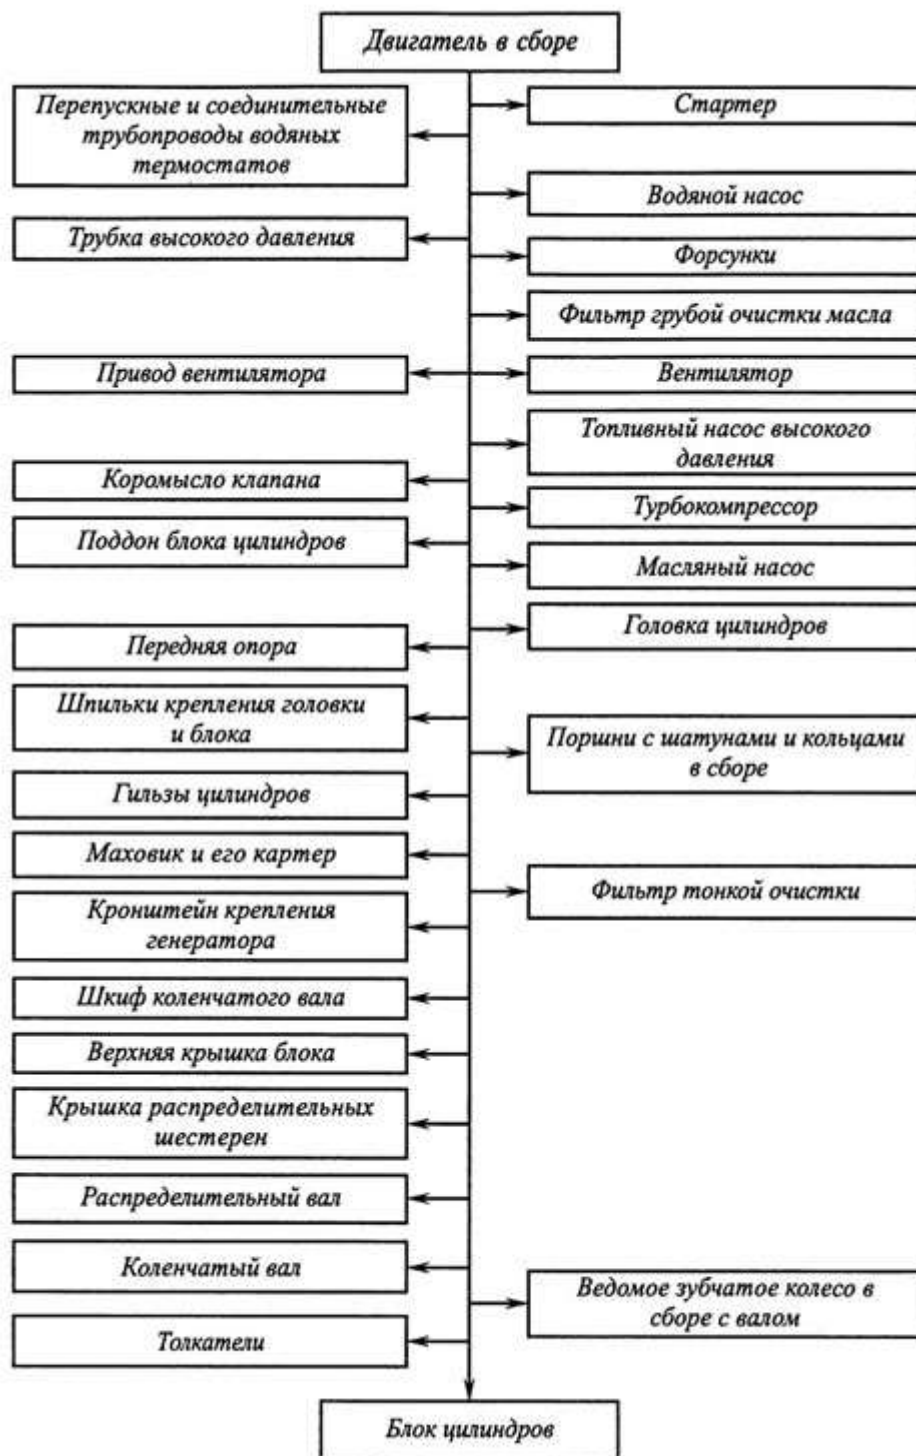 Двигатель в сборе
Перепускные и соединительные
трубопроводы водяных
термостатов
Стартер
Водяной насос
Трубка высокого давления
Форсунки
Фильтр грубой очистки масла
Привод вентилятора
Вентилятор
Топливный насос высокого
давления
Коромысло клапана
Турбокомпрессор
Поддон блока цилиндров
Масляный насос
Головка цилиндров
Передняя опора
Шпильки крепления головки
и блока
Поршни с шатунами и кольцами
в сборе
Гильзы цилиндров
Маховик и его картер
Фильтр тонкой очистки
Кронштейн крепления
генератора
Шкиф коленчатого вала
Верхняя крышка блока
Крышка распределительных
шестерен
Распределительный вал
Коленчатый вал
Ведомое зубчатое колесо в
сборе с валом
Толкатели
Блок цилиндров